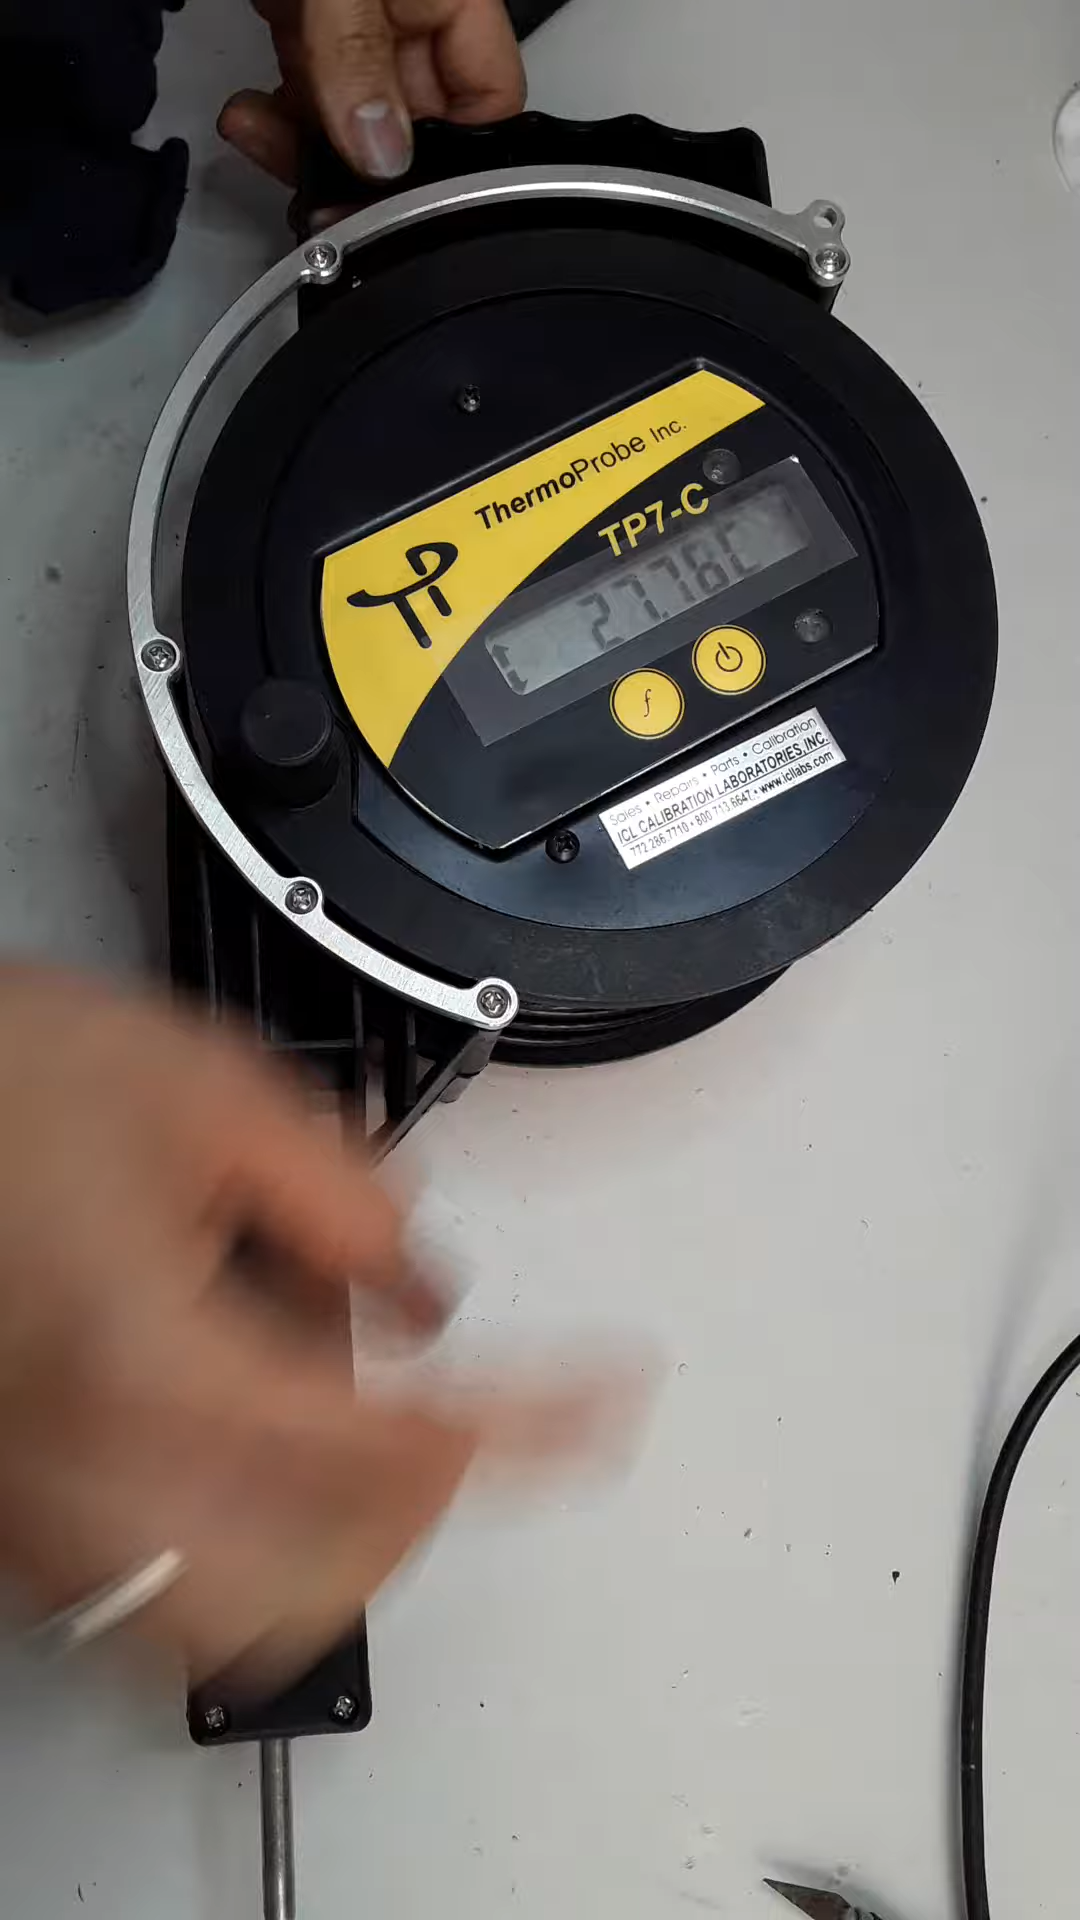 ThermoProbe Inc.
TP7-C
27.78C
f
Sales • Repairs • Parts • Calibration
ICL CALIBRATION LABORATORIES, INC.
772.286.7710 • 800.713.6647 • www.icllabs.com